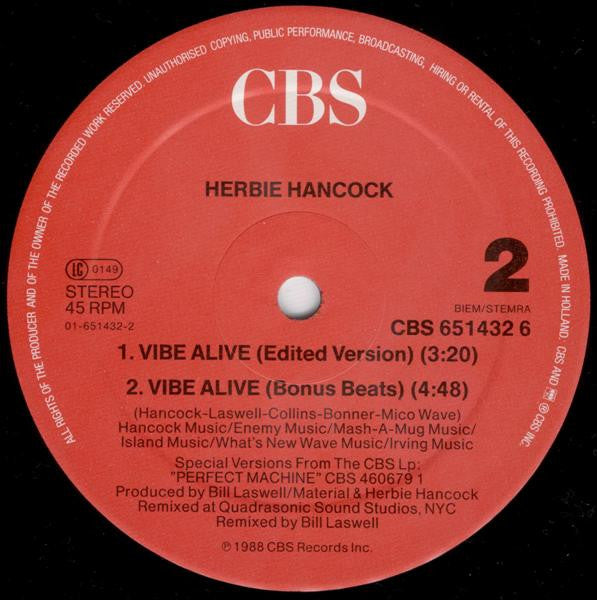 ALL RIGHTS OF THE PRODUCER AND OF THE OWNER OF THE RECORDED WORK RESERVED. UNAUTHORISED COPYING, PUBLIC PERFORMANCE, BROADCASTING, HIRING OR RENTAL OF THIS RECORDING PROHIBITED. MADE IN HOLLAND. CBS AND ® CBS INC.
CBS
HERBIE HANCOCK
LC 0149
STEREO
45 RPM
01-651432-2
2
BIEM/STEMRA
CBS 651432 6
1. VIBE ALIVE (Edited Version) (3:20)
2. VIBE ALIVE (Bonus Beats) (4:48)
(Hancock-Laswell-Collins-Bonner-Mico Wave)
Hancock Music/Enemy Music/Mash-A-Mug Music/
Island Music/What's New Wave Music/Irving Music
Special Versions From The CBS Lp:
"PERFECT MACHINE" CBS 460679 1
Produced by Bill Laswell/Material & Herbie Hancock
Remixed at Quadrasonic Sound Studios, NYC
Remixed by Bill Laswell
℗ 1988 CBS Records Inc.